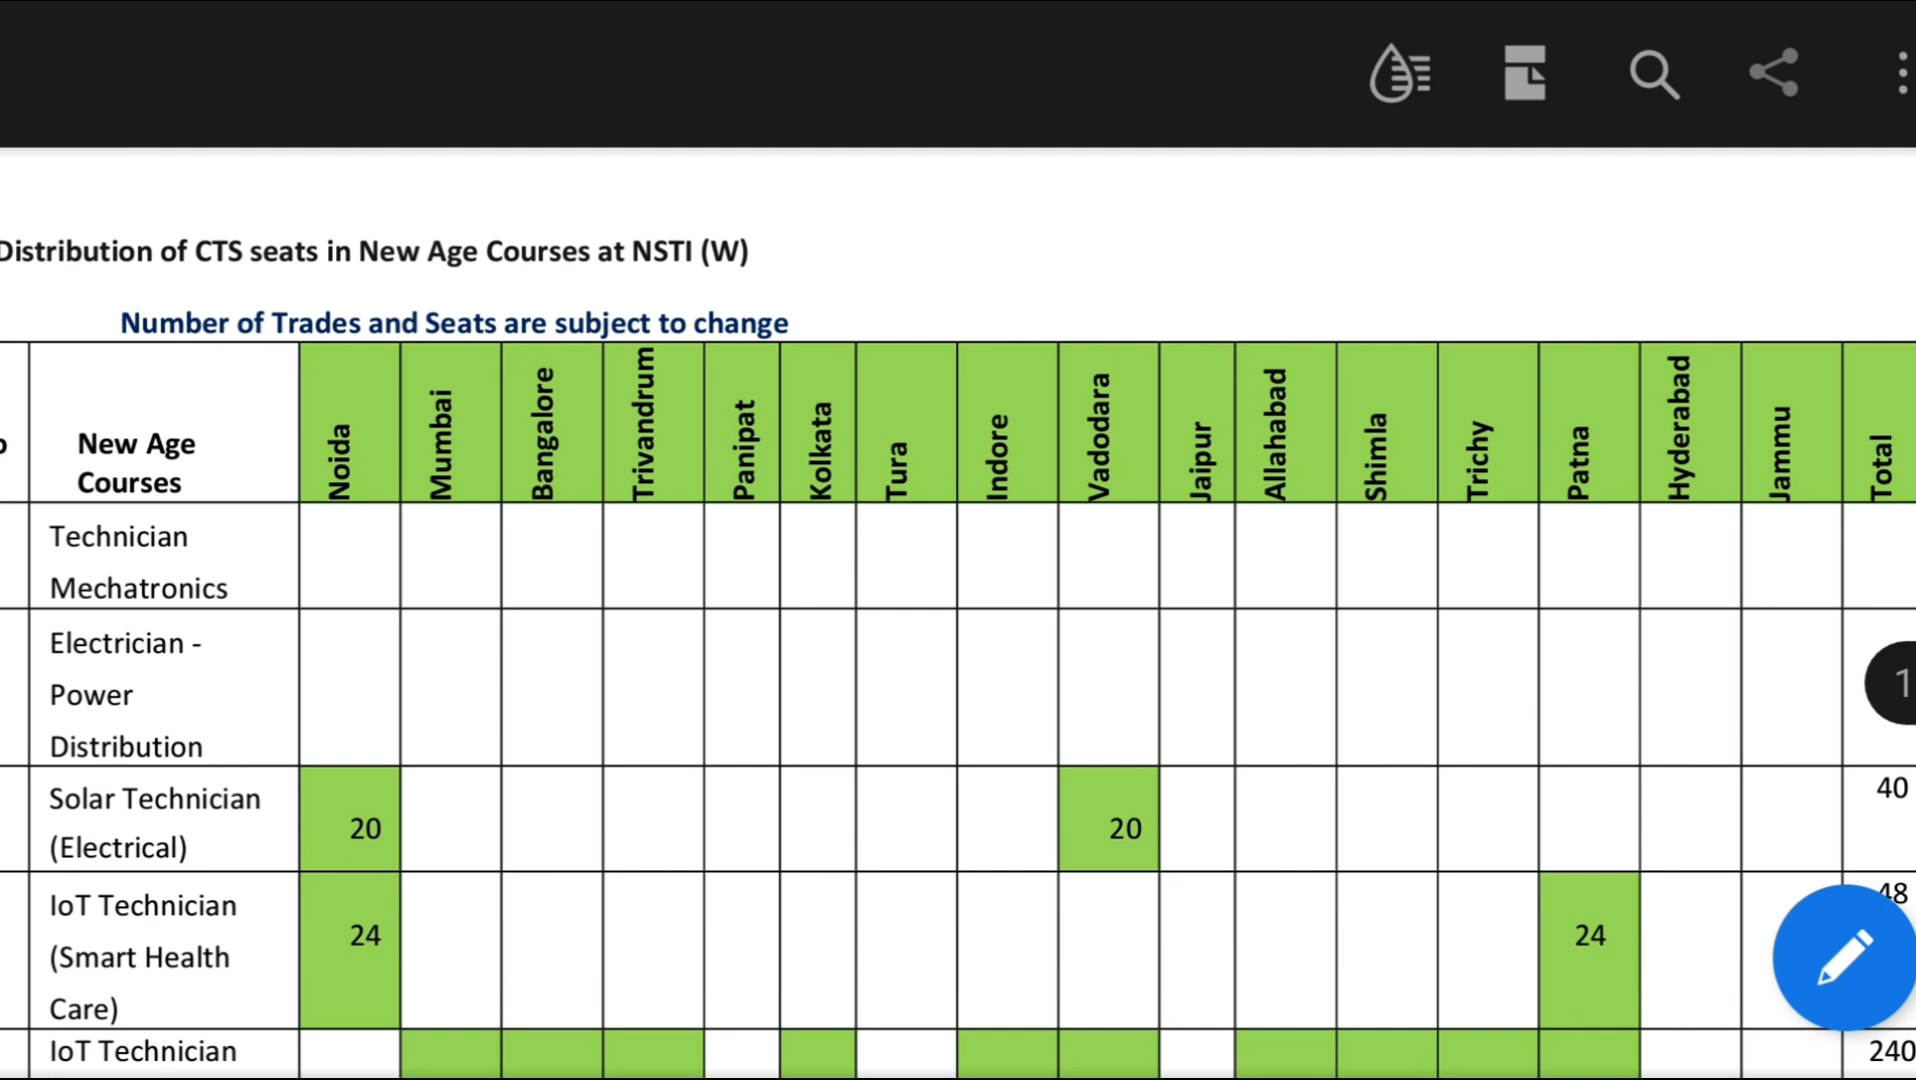 Distribution of CTS seats in New Age Courses at NSTI (W)
Number of Trades and Seats are subject to change
New Age Courses Noida Mumbai Bangalore Trivandrum Panipat Kolkata Tura Indore Vadodara Jaipur Allahabad Shimla Trichy Patna Hyderabad Jammu Total
Technician
Mechatronics
Electrician -
Power
Distribution
1
Solar Technician
(Electrical)
20 20 40
IoT Technician
(Smart Health
Care)
24 24 48
IoT Technician 240